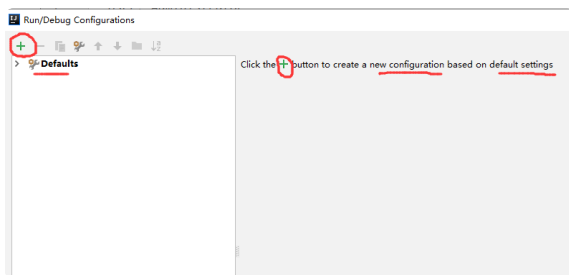 Run/Debug Configurations
Defaults
Click the + button to create a new configuration based on default settings